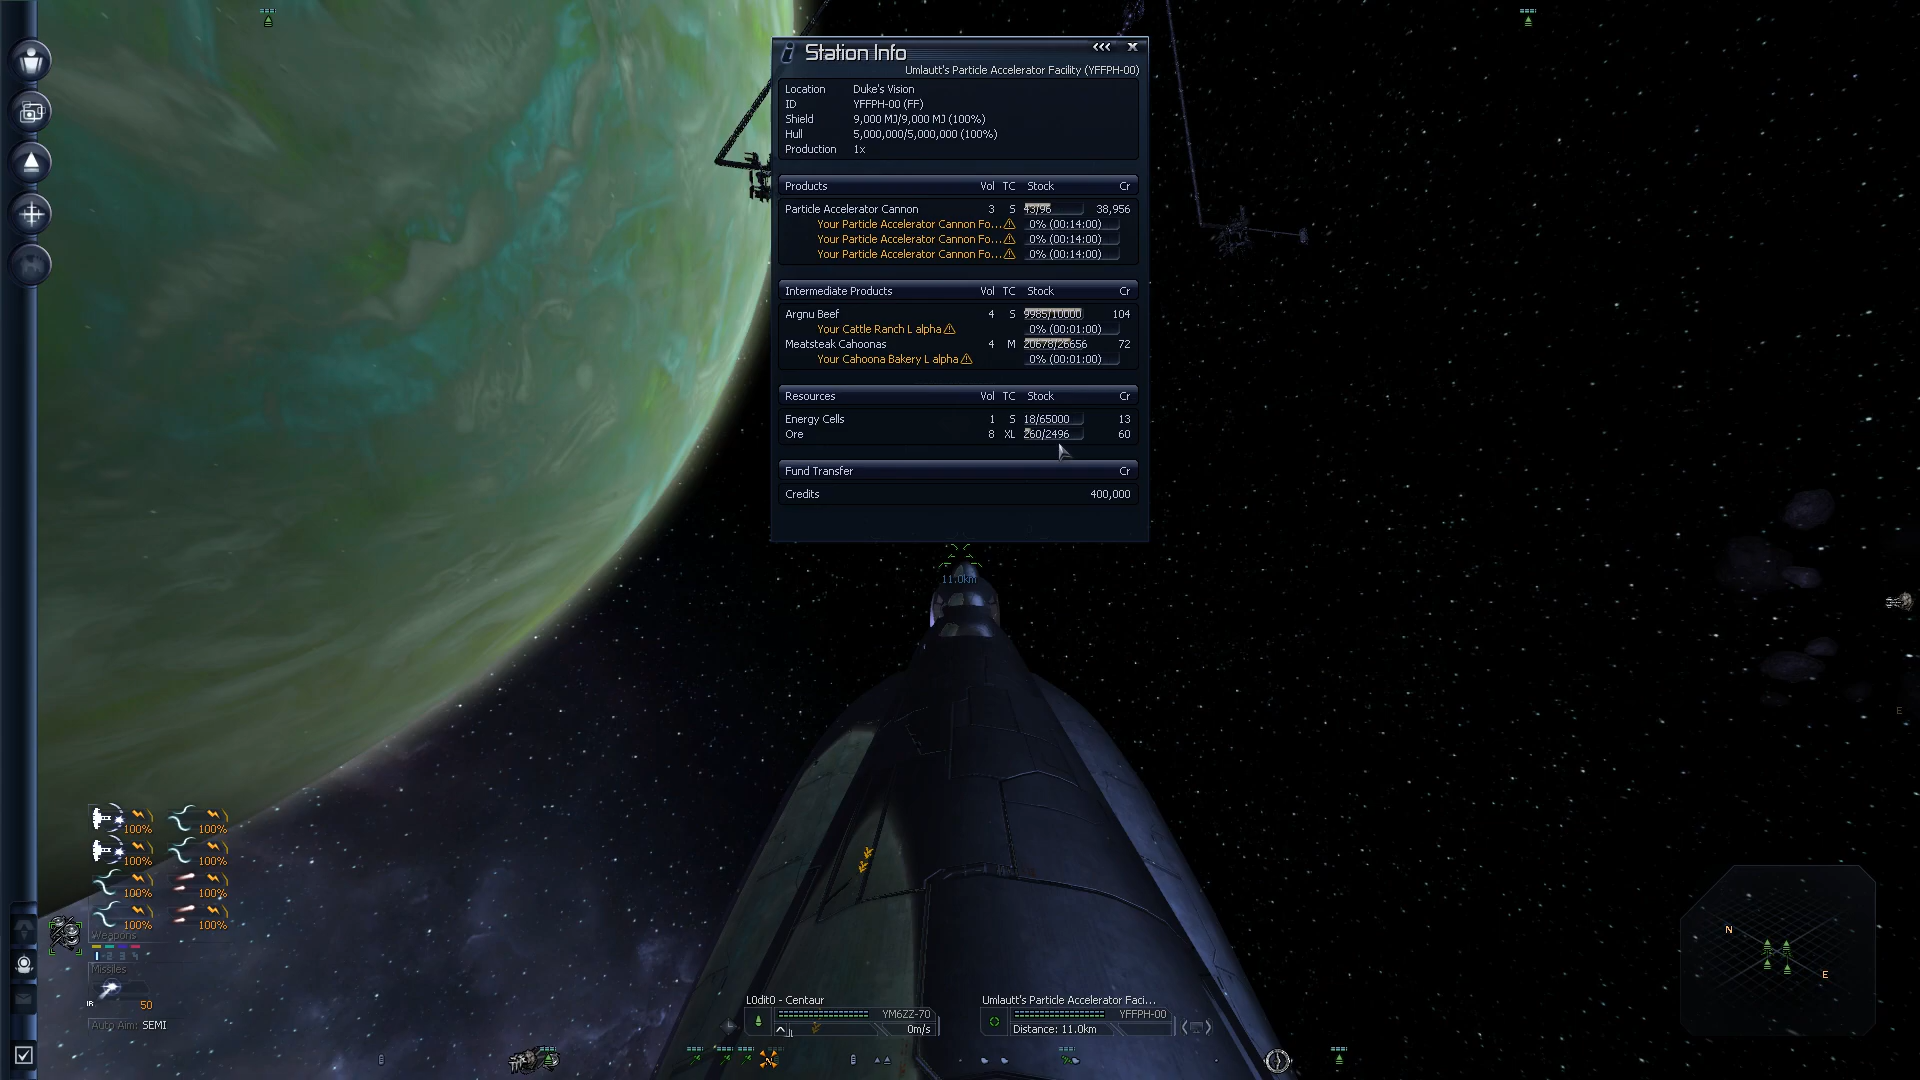 Station Info
Umlautt's Particle Accelerator Facility (YFFPH-00)
Location Duke's Vision
ID YFFPH-00 (FF)
Shield 9,000 MJ/9,000 MJ (100%)
Hull 5,000,000/5,000,000 (100%)
Production 1x
Products Vol TC Stock Cr
Particle Accelerator Cannon 3 S 43/96 38,956
Your Particle Accelerator Cannon Fo... 0% (00:14:00)
Your Particle Accelerator Cannon Fo... 0% (00:14:00)
Your Particle Accelerator Cannon Fo... 0% (00:14:00)
Intermediate Products Vol TC Stock Cr
Argnu Beef 4 S 9985/10000 104
Your Cattle Ranch L alpha 0% (00:01:00)
Meatsteak Cahoonas 4 M 20678/26656 72
Your Cahoona Bakery L alpha 0% (00:01:00)
Resources Vol TC Stock Cr
Energy Cells 1 S 18/65000 13
Ore 8 XL 260/2496 60
Fund Transfer Cr
Credits 400,000
11.0km
E
100% 100%
100% 100%
100% 100%
100% 100%
Weapons
1 2 3 4
Missiles
IR 50
Auto Aim: SEMI
L0dit0 - Centaur
YM6ZZ-70
0m/s
Umlautt's Particle Accelerator Faci...
YFFPH-00
Distance: 11.0km
N
E
N